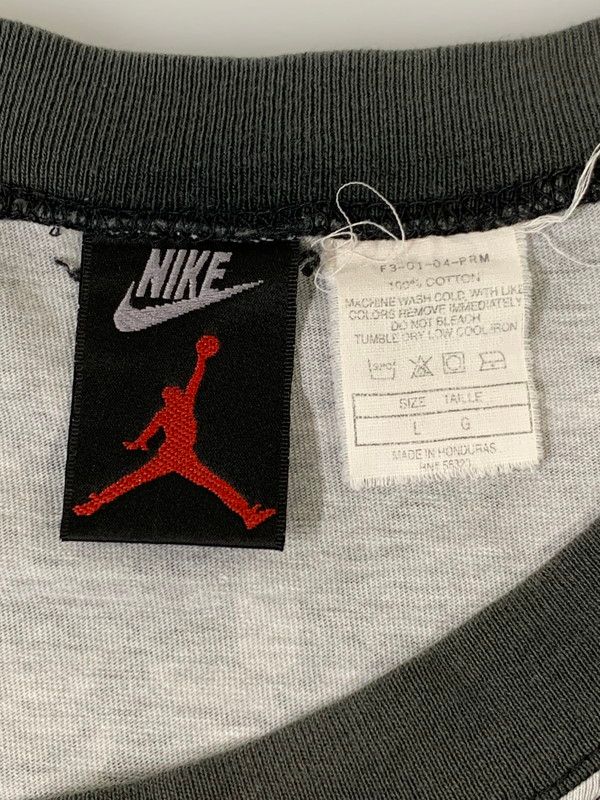 NIKE
F3-01-04-PRM
100% COTTON
MACHINE WASH COLD, WITH LIKE
COLORS REMOVE IMMEDIATELY
DO NOT BLEACH
TUMBLE DRY LOW, COOL IRON
SIZE TAILLE
L G
MADE IN HONDURAS